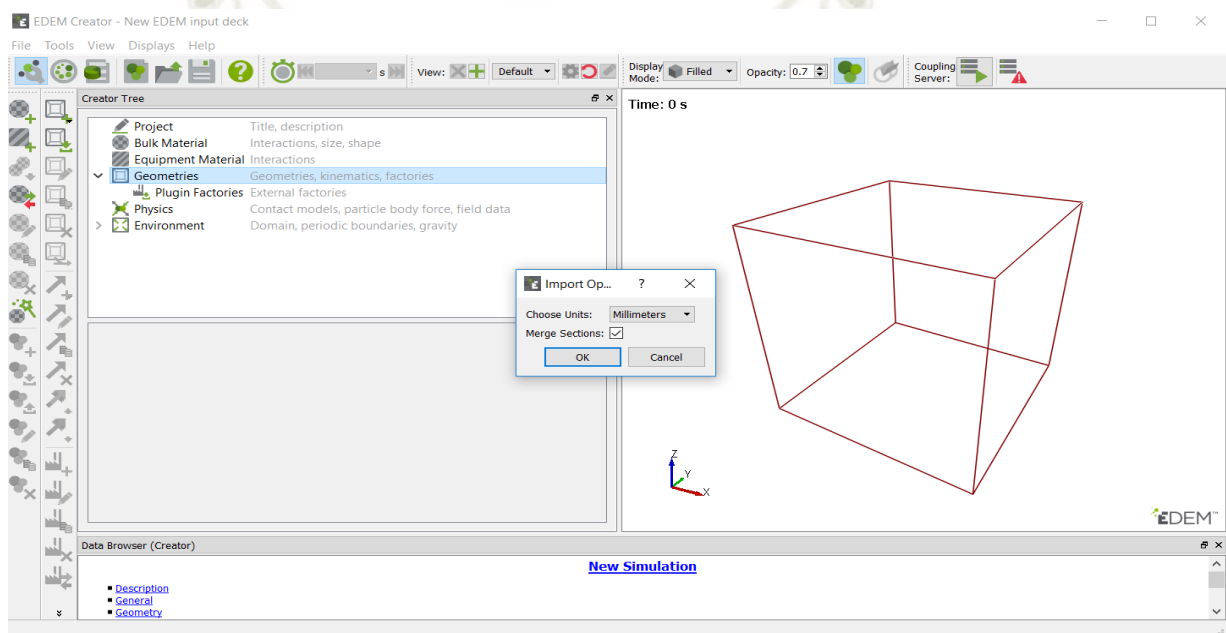 EDEM Creator - New EDEM input deck
File Tools View Displays Help
s View: Default Display Mode: Filled Opacity: 0.7 Coupling Server:
Creator Tree
Project Title, description
Bulk Material Interactions, size, shape
Equipment Material Interactions
Geometries Geometries, kinematics, factories
Plugin Factories External factories
Physics Contact models, particle body force, field data
Environment Domain, periodic boundaries, gravity
Time: 0 s
Import Op... ?
Choose Units: Millimeters
Merge Sections:
OK Cancel
Z
Y
X
EDEM™
Data Browser (Creator)
New Simulation
Description
General
Geometry